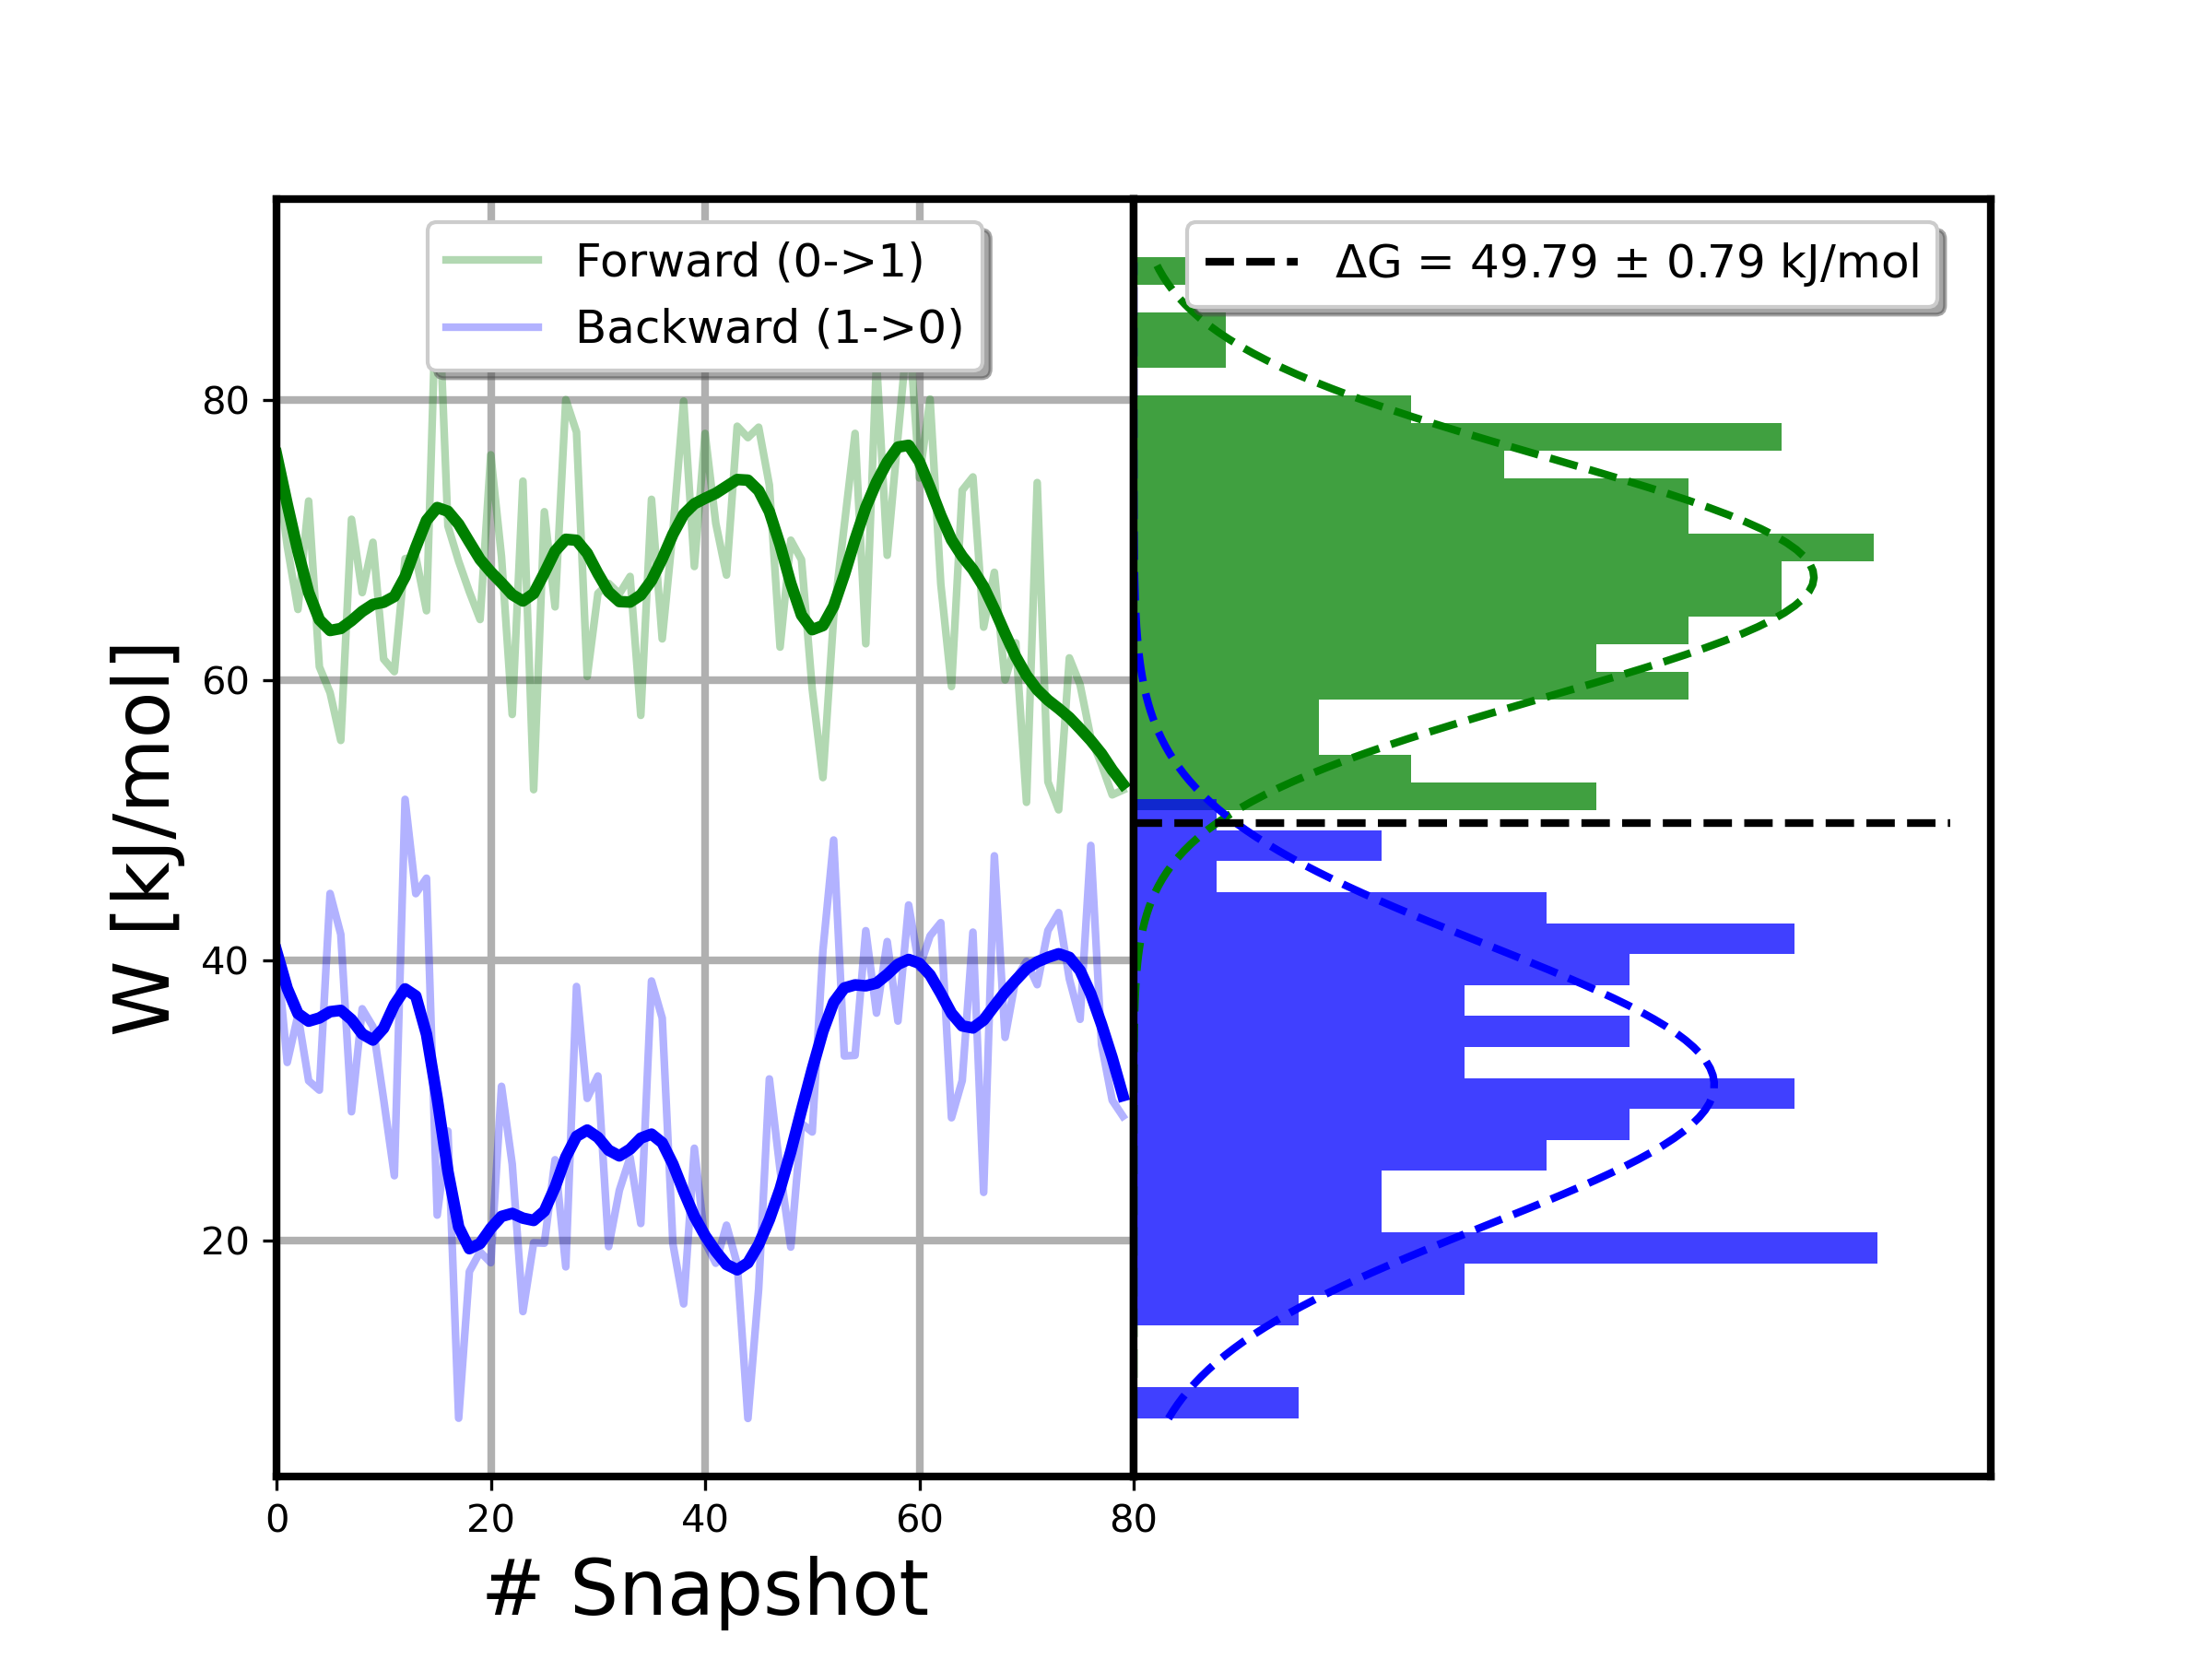 Forward (0->1)
Backward (1->0)
ΔG = 49.79 ± 0.79 kJ/mol
W [kJ/mol]
80
60
40
20
0 20 40 60 80
# Snapshot